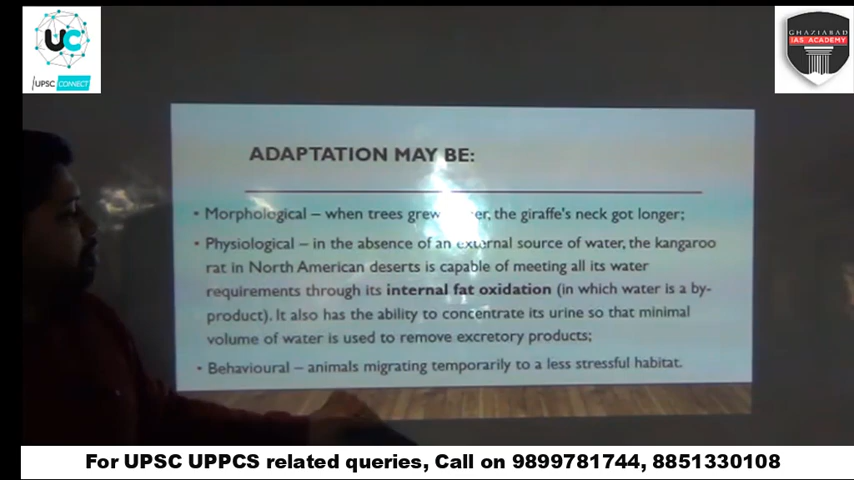 UC
UPSC CONNECT
GHAZIABAD
IAS ACADEMY
ADAPTATION MAY BE:
• Morphological – when trees grew er, the giraffe's neck got longer;
• Physiological – in the absence of an external source of water, the kangaroo
rat in North American deserts is capable of meeting all its water
requirements through its internal fat oxidation (in which water is a by-
product). It also has the ability to concentrate its urine so that minimal
volume of water is used to remove excretory products;
• Behavioural – animals migrating temporarily to a less stressful habitat.
For UPSC UPPCS related queries, Call on 9899781744, 8851330108